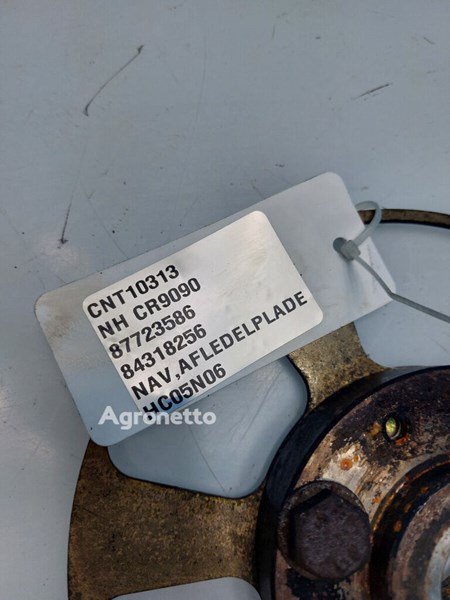 CNT10313
NH CR9090
87723586
84318256
NAV,AFLEDELPLADE
HC05N06
Agronetto